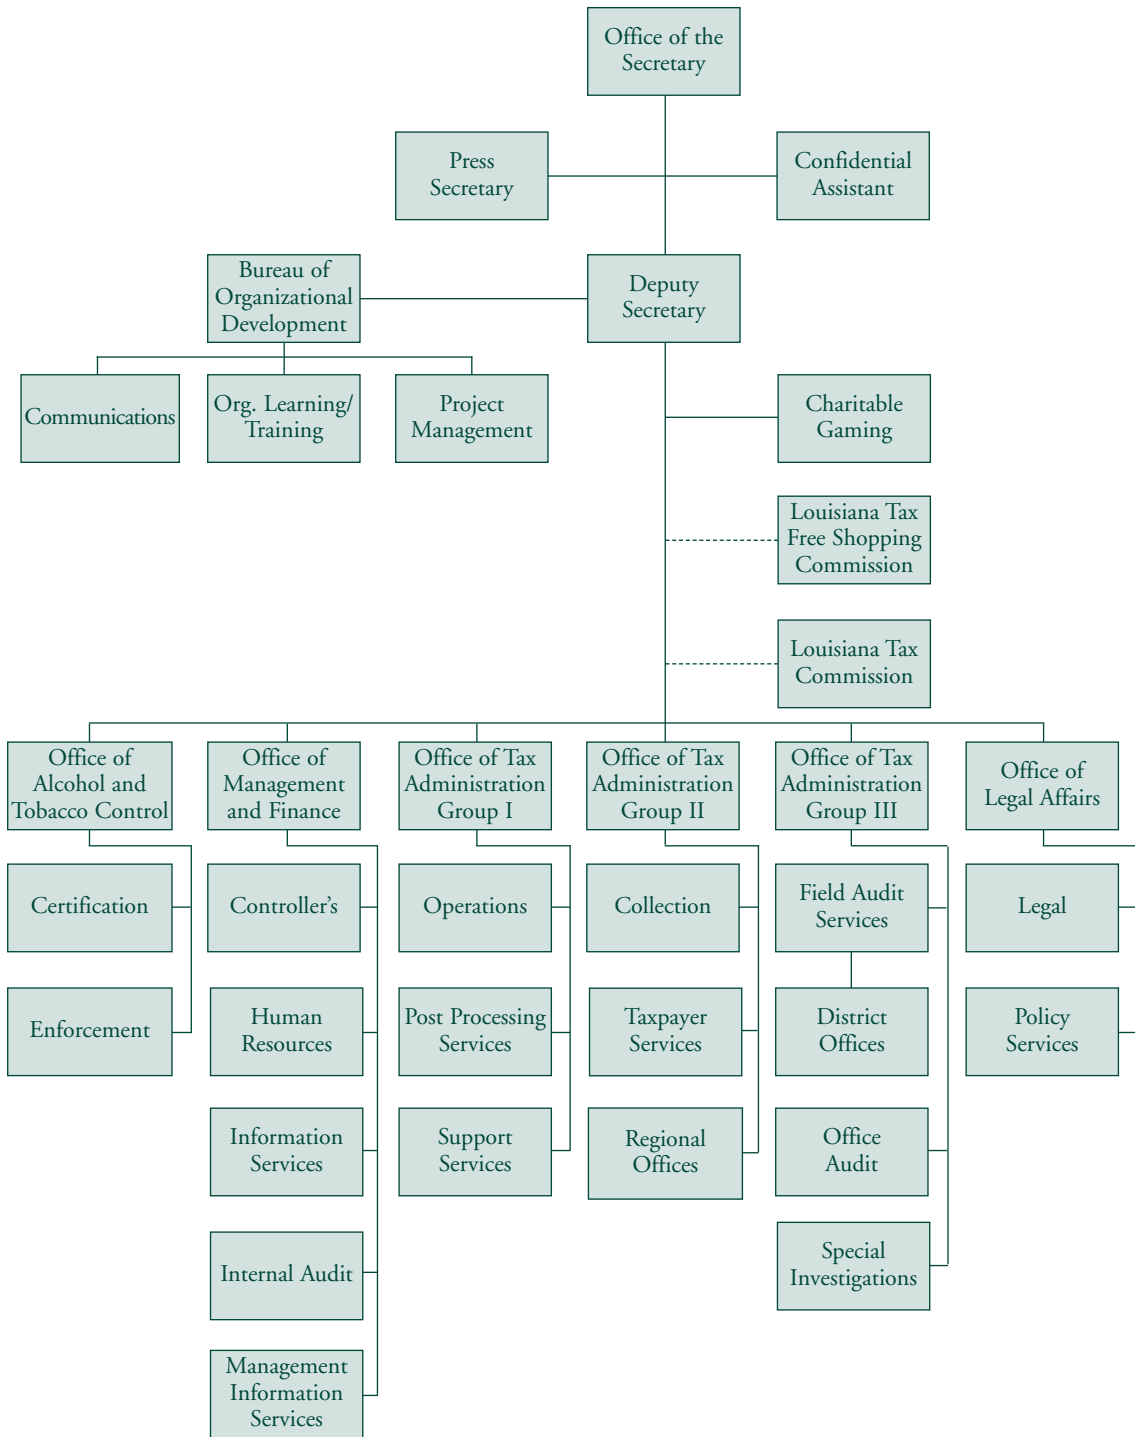 Office of the
Secretary
Press
Secretary
Confidential
Assistant
Bureau of
Organizational
Development
Deputy
Secretary
Communications
Org. Learning/
Training
Project
Management
Charitable
Gaming
Louisiana Tax
Free Shopping
Commission
Louisiana Tax
Commission
Office of
Alcohol and
Tobacco Control
Office of
Management
and Finance
Office of Tax
Administration
Group I
Office of Tax
Administration
Group II
Office of Tax
Administration
Group III
Office of
Legal Affairs
Certification
Controller’s
Operations
Collection
Field Audit
Services
Legal
Enforcement
Human
Resources
Post Processing
Services
Taxpayer
Services
District
Offices
Policy
Services
Information
Services
Support
Services
Regional
Offices
Office
Audit
Internal Audit
Special
Investigations
Management
Information
Services